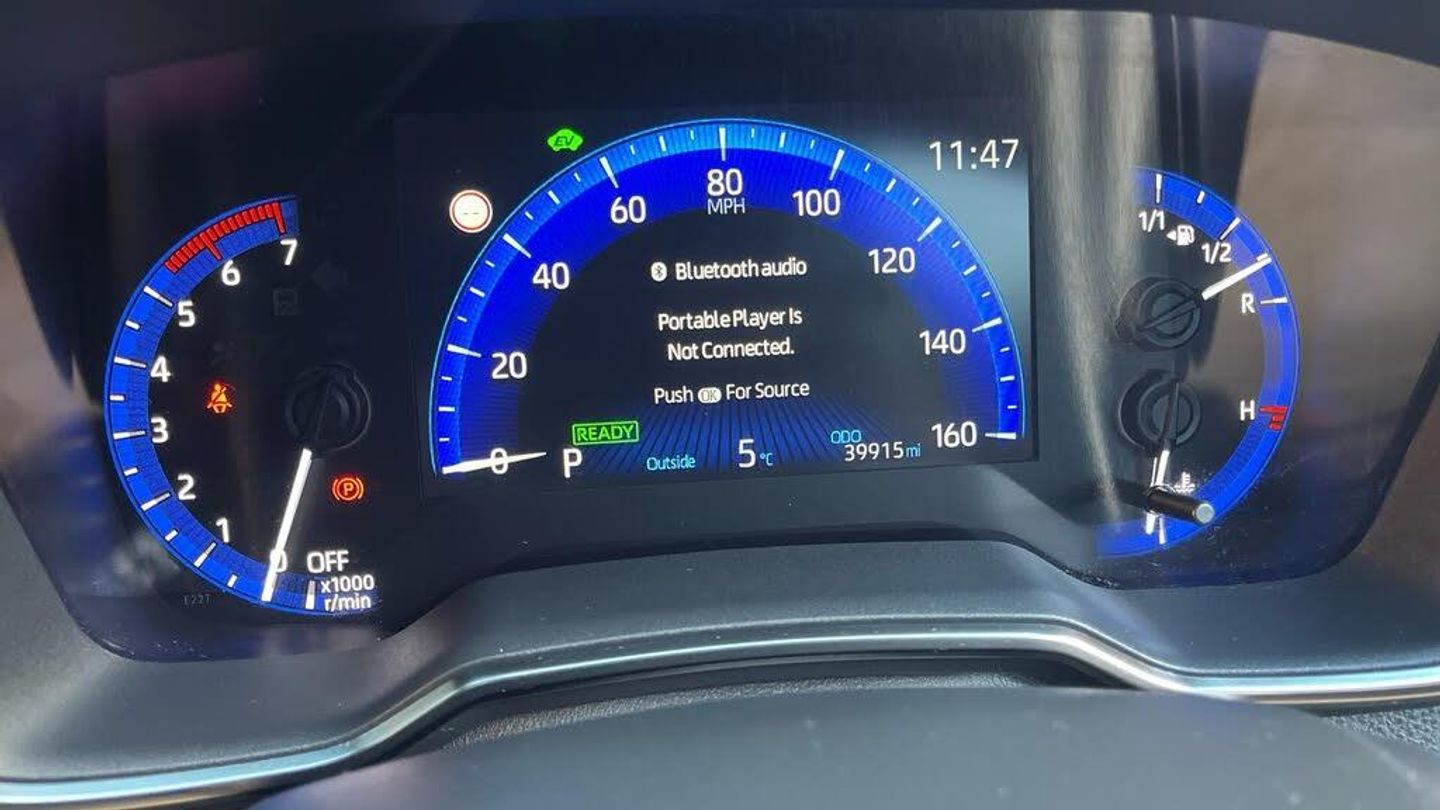 EV
11:47
--
80
MPH
60
100
40
120
20
140
0
160
Bluetooth audio
Portable Player Is
Not Connected.
Push OK For Source
READY
P
Outside
5°C
ODO
39915 mi
7
6
5
4
3
2
1
0
OFF
x1000
r/min
P
1/1
1/2
R
H